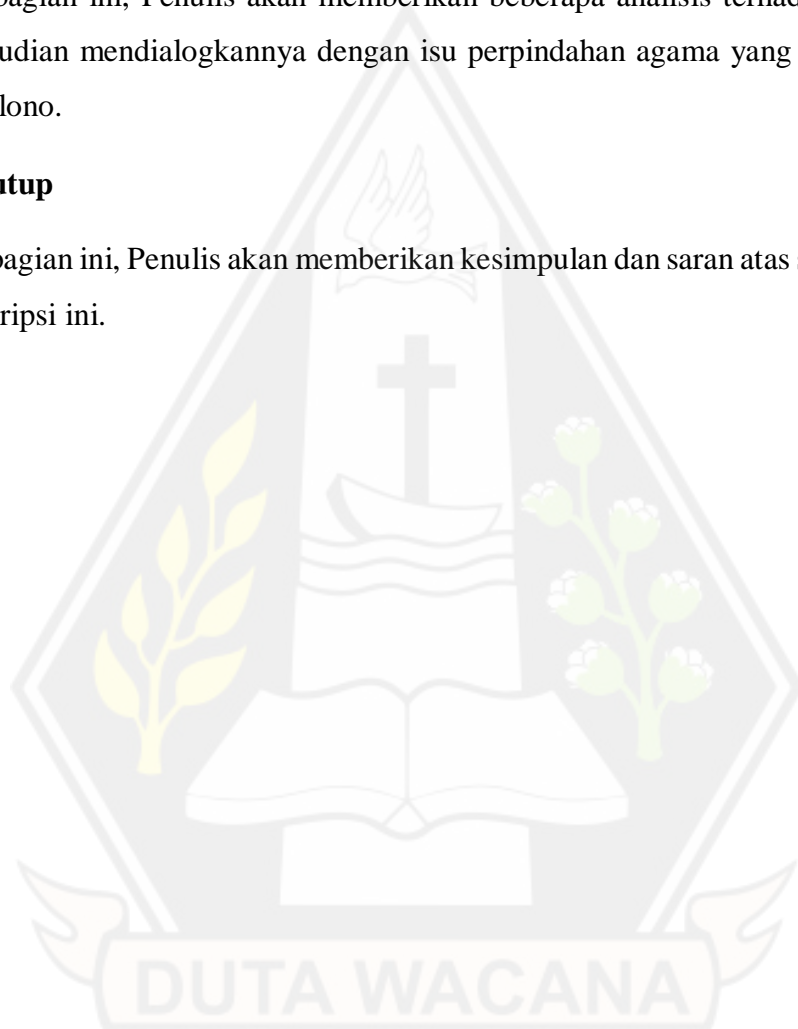 bagian ini, Penulis akan memberikan beberapa analisis terhad
udian mendialogkannya dengan isu perpindahan agama yang
lono.
utup
bagian ini, Penulis akan memberikan kesimpulan dan saran atas s
ripsi ini.
DUTA WACANA